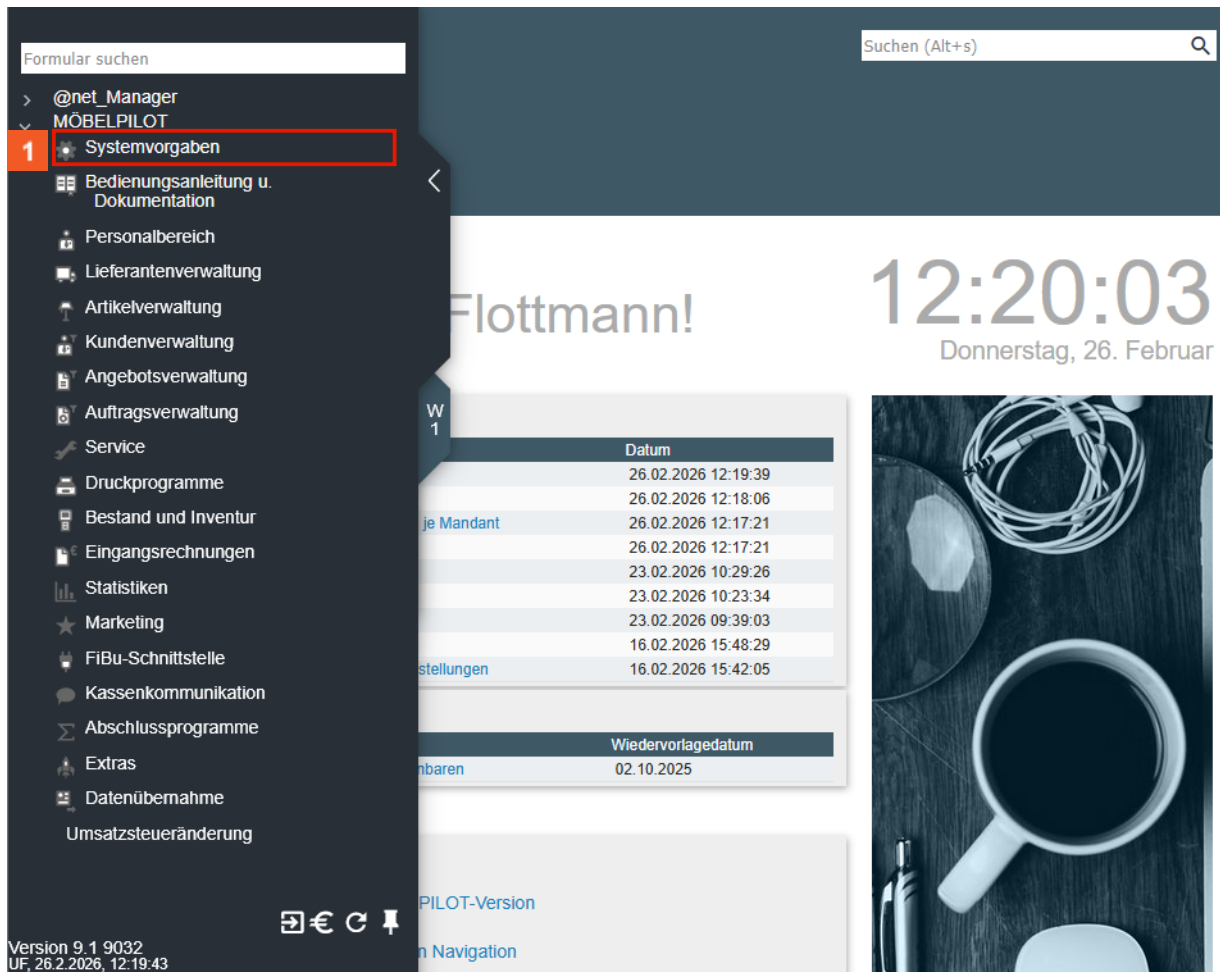 Formular suchen
Suchen (Alt+s)
@net_Manager
MÖBELPILOT
1
Systemvorgaben
Bedienungsanleitung u.
Dokumentation
Personalbereich
Lieferantenverwaltung
Artikelverwaltung
Kundenverwaltung
Angebotsverwaltung
Auftragsverwaltung
Service
Druckprogramme
Bestand und Inventur
Eingangsrechnungen
Statistiken
Marketing
FiBu-Schnittstelle
Kassenkommunikation
Abschlussprogramme
Extras
Datenübernahme
Umsatzsteueränderung
Version 9.1 9032
UF, 26.2.2026, 12:19:43
W
1
Flottmann!
12:20:03
Donnerstag, 26. Februar
Datum
26.02.2026 12:19:39
26.02.2026 12:18:06
je Mandant 26.02.2026 12:17:21
26.02.2026 12:17:21
23.02.2026 10:29:26
23.02.2026 10:23:34
23.02.2026 09:39:03
16.02.2026 15:48:29
stellungen 16.02.2026 15:42:05
Wiedervorlagedatum
nbaren 02.10.2025
PILOT-Version
n Navigation